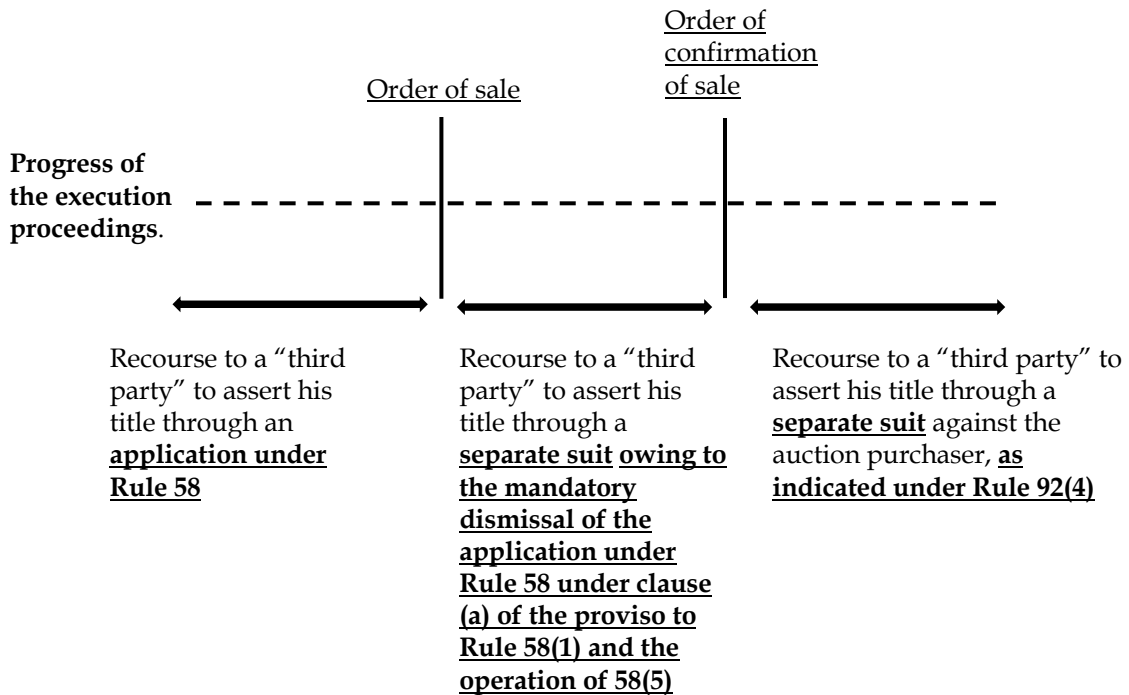 Order of
confirmation
of sale
Order of sale
Progress of
the execution
proceedings.
Recourse to a “third
party” to assert his
title through an
application under
Rule 58
Recourse to a “third
party” to assert his
title through a
separate suit owing to
the mandatory
dismissal of the
application under
Rule 58 under clause
(a) of the proviso to
Rule 58(1) and the
operation of 58(5)
Recourse to a “third party” to
assert his title through a
separate suit against the
auction purchaser, as
indicated under Rule 92(4)